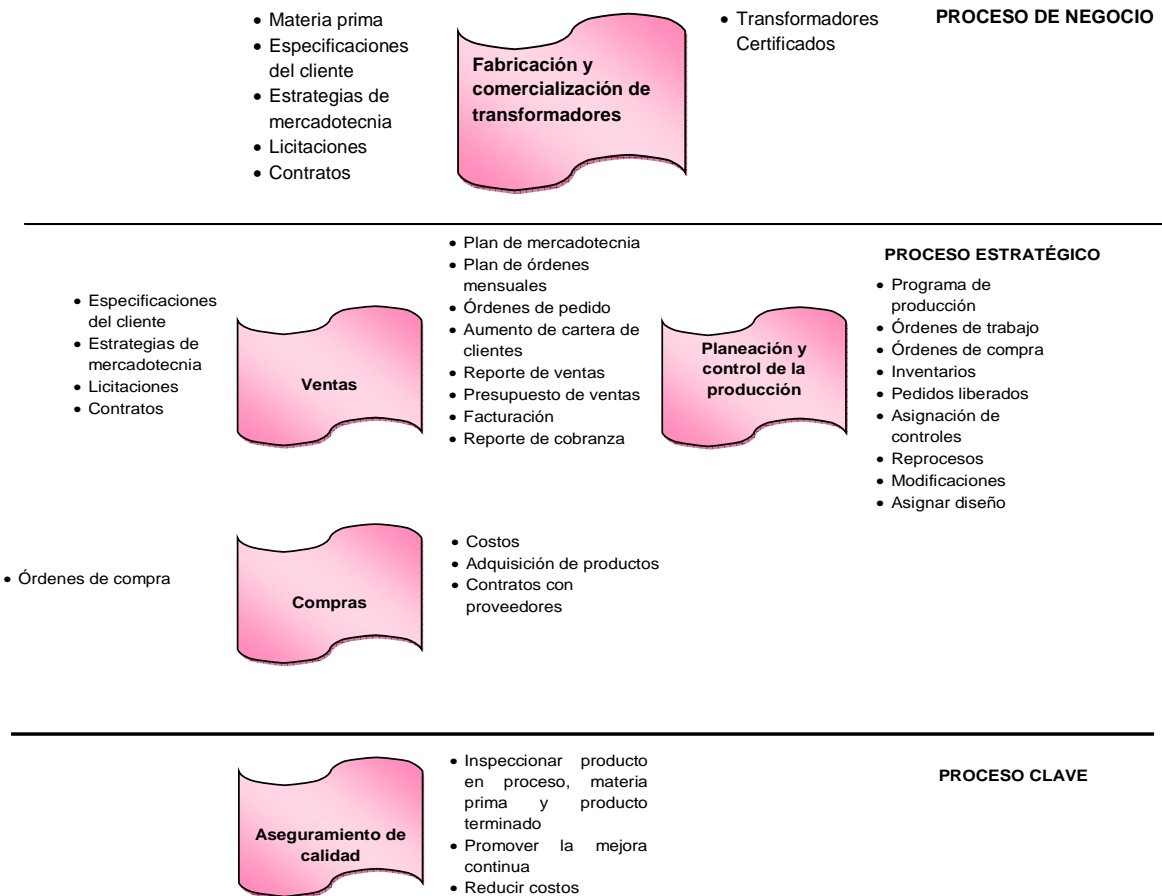 • Materia prima
• Especificaciones
del cliente
• Estrategias de
mercadotecnia
• Licitaciones
• Contratos
Fabricación y
comercialización de
transformadores
• Transformadores
Certificados
PROCESO DE NEGOCIO
• Especificaciones
del cliente
• Estrategias de
mercadotecnia
• Licitaciones
• Contratos
Ventas
• Plan de mercadotecnia
• Plan de órdenes
mensuales
• Órdenes de pedido
• Aumento de cartera de
clientes
• Reporte de ventas
• Presupuesto de ventas
• Facturación
• Reporte de cobranza
Planeación y
control de la
producción
PROCESO ESTRATÉGICO
• Programa de
producción
• Órdenes de trabajo
• Órdenes de compra
• Inventarios
• Pedidos liberados
• Asignación de
controles
• Reprocesos
• Modificaciones
• Asignar diseño
• Órdenes de compra
Compras
• Costos
• Adquisición de productos
• Contratos con
proveedores
Aseguramiento de
calidad
• Inspeccionar producto
en proceso, materia
prima y producto
terminado
• Promover la mejora
continua
• Reducir costos
PROCESO CLAVE